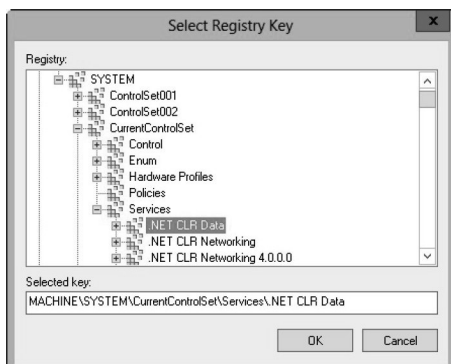 Select Registry Key
x
Registry:
SYSTEM
ControlSet001
ControlSet002
CurrentControlSet
Control
Enum
Hardware Profiles
Policies
Services
.NET CLR Data
.NET CLR Networking
.NET CLR Networking 4.0.0.0
Selected key:
MACHINE\SYSTEM\CurrentControlSet\Services\.NET CLR Data
OK Cancel